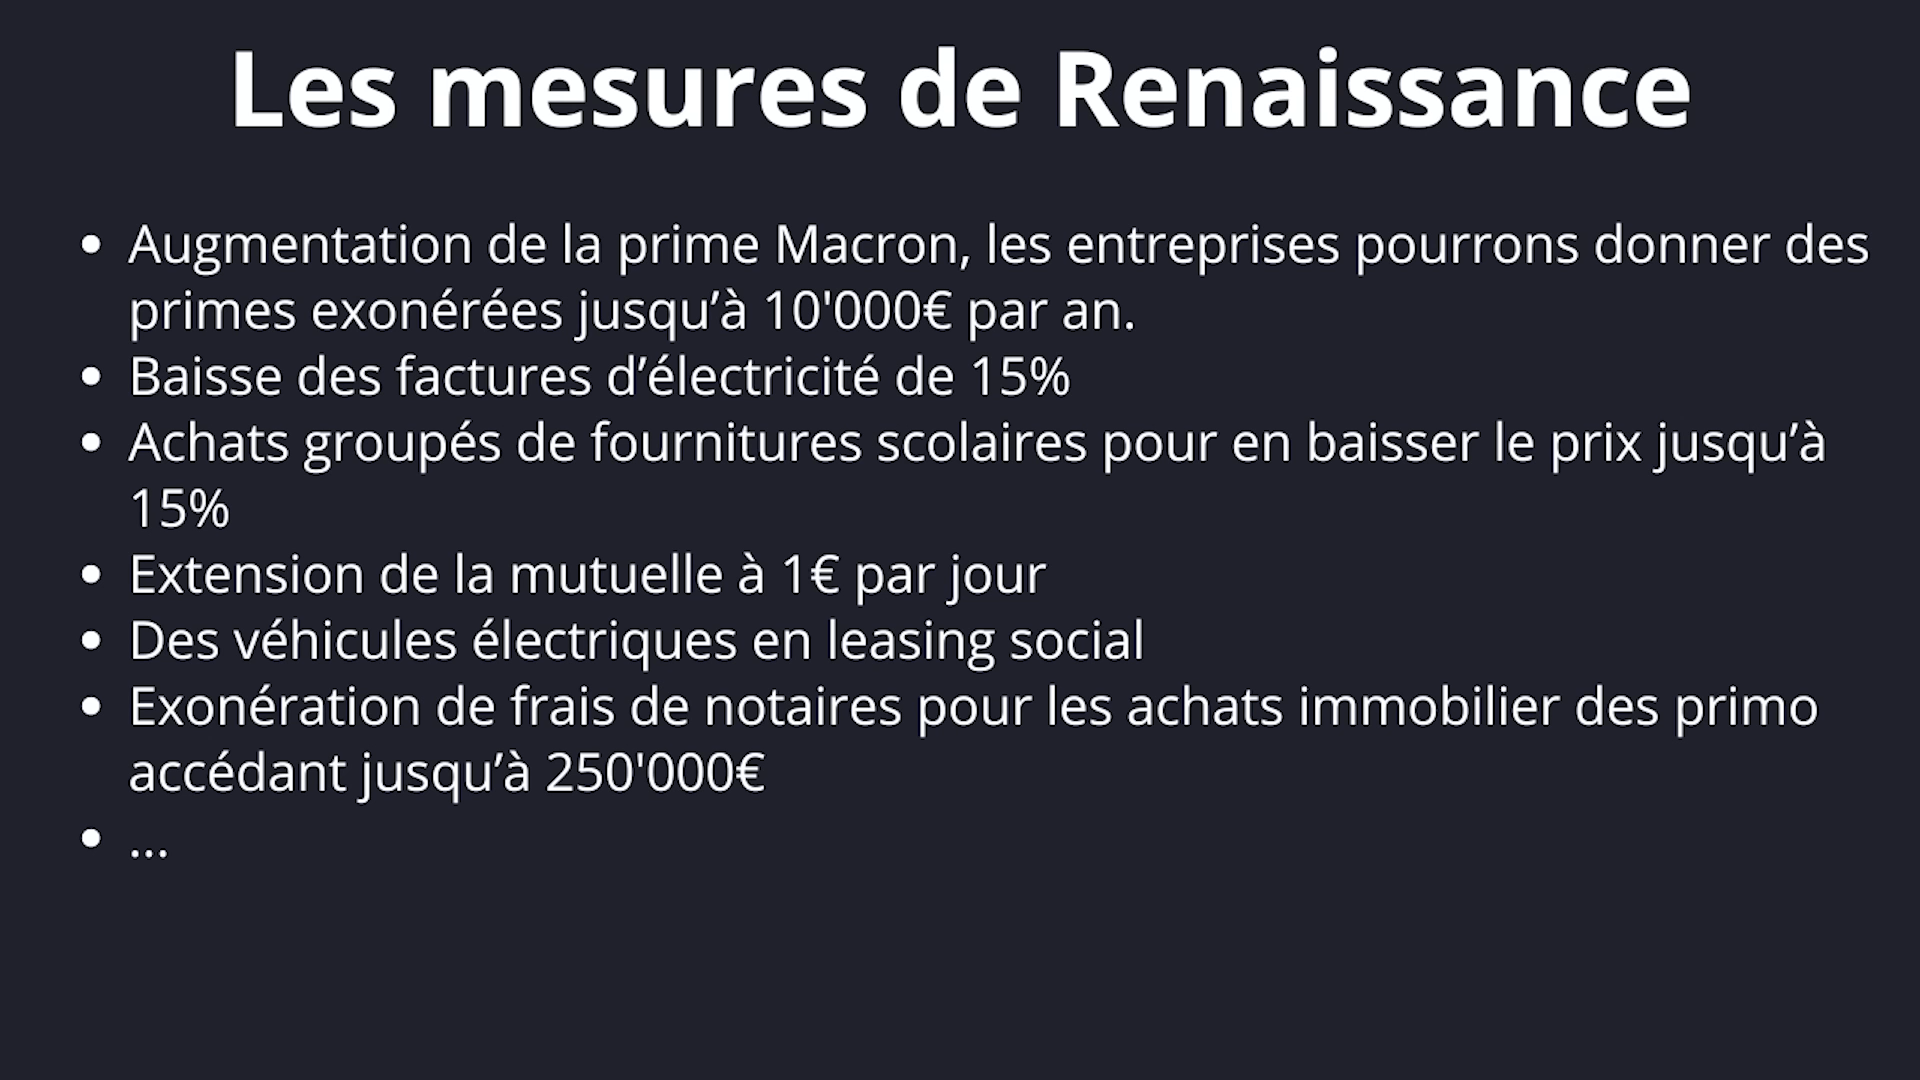 Les mesures de Renaissance
• Augmentation de la prime Macron, les entreprises pourrons donner des
primes exonérées jusqu’à 10'000€ par an.
• Baisse des factures d’électricité de 15%
• Achats groupés de fournitures scolaires pour en baisser le prix jusqu’à
15%
• Extension de la mutuelle à 1€ par jour
• Des véhicules électriques en leasing social
• Exonération de frais de notaires pour les achats immobilier des primo
accédant jusqu’à 250'000€
• ...